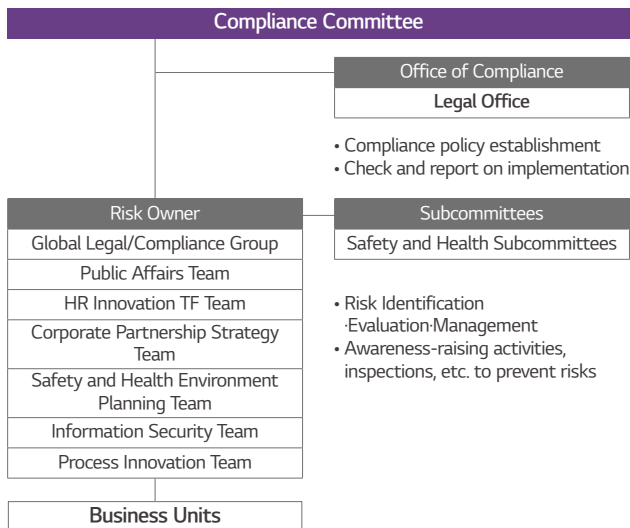 Compliance Committee
Office of Compliance
Legal Office
• Compliance policy establishment
• Check and report on implementation
Risk Owner
Global Legal/Compliance Group
Public Affairs Team
HR Innovation TF Team
Corporate Partnership Strategy
Team
Safety and Health Environment
Planning Team
Information Security Team
Process Innovation Team
Business Units
Subcommittees
Safety and Health Subcommittees
• Risk Identification
·Evaluation·Management
• Awareness-raising activities,
inspections, etc. to prevent risks